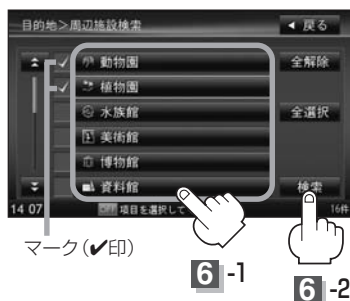 目的地>周辺施設検索
◀ 戻る
✓ 動物園
全解除
✓ 植物園
水族館
全選択
美術館
博物館
資料館
検索
14 07
項目を選択して
16件
マーク(✔印)
6 -1
6 -2